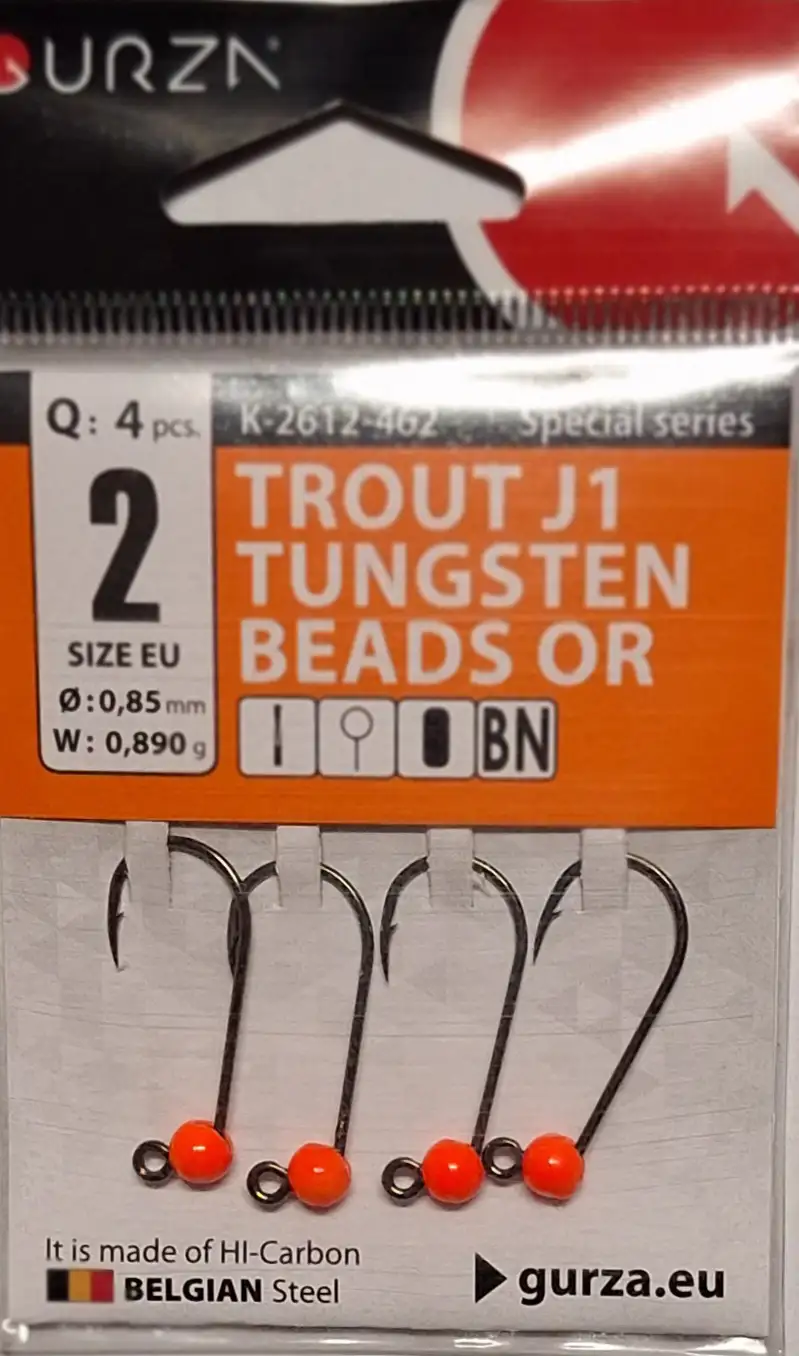 GURZA
Q: 4 pcs.
K-2612-462 Special series
2
SIZE EU
Ø:0,85 mm
W: 0,890 g
TROUT J1
TUNGSTEN
BEADS OR
BN
It is made of HI-Carbon
BELGIAN Steel
gurza.eu